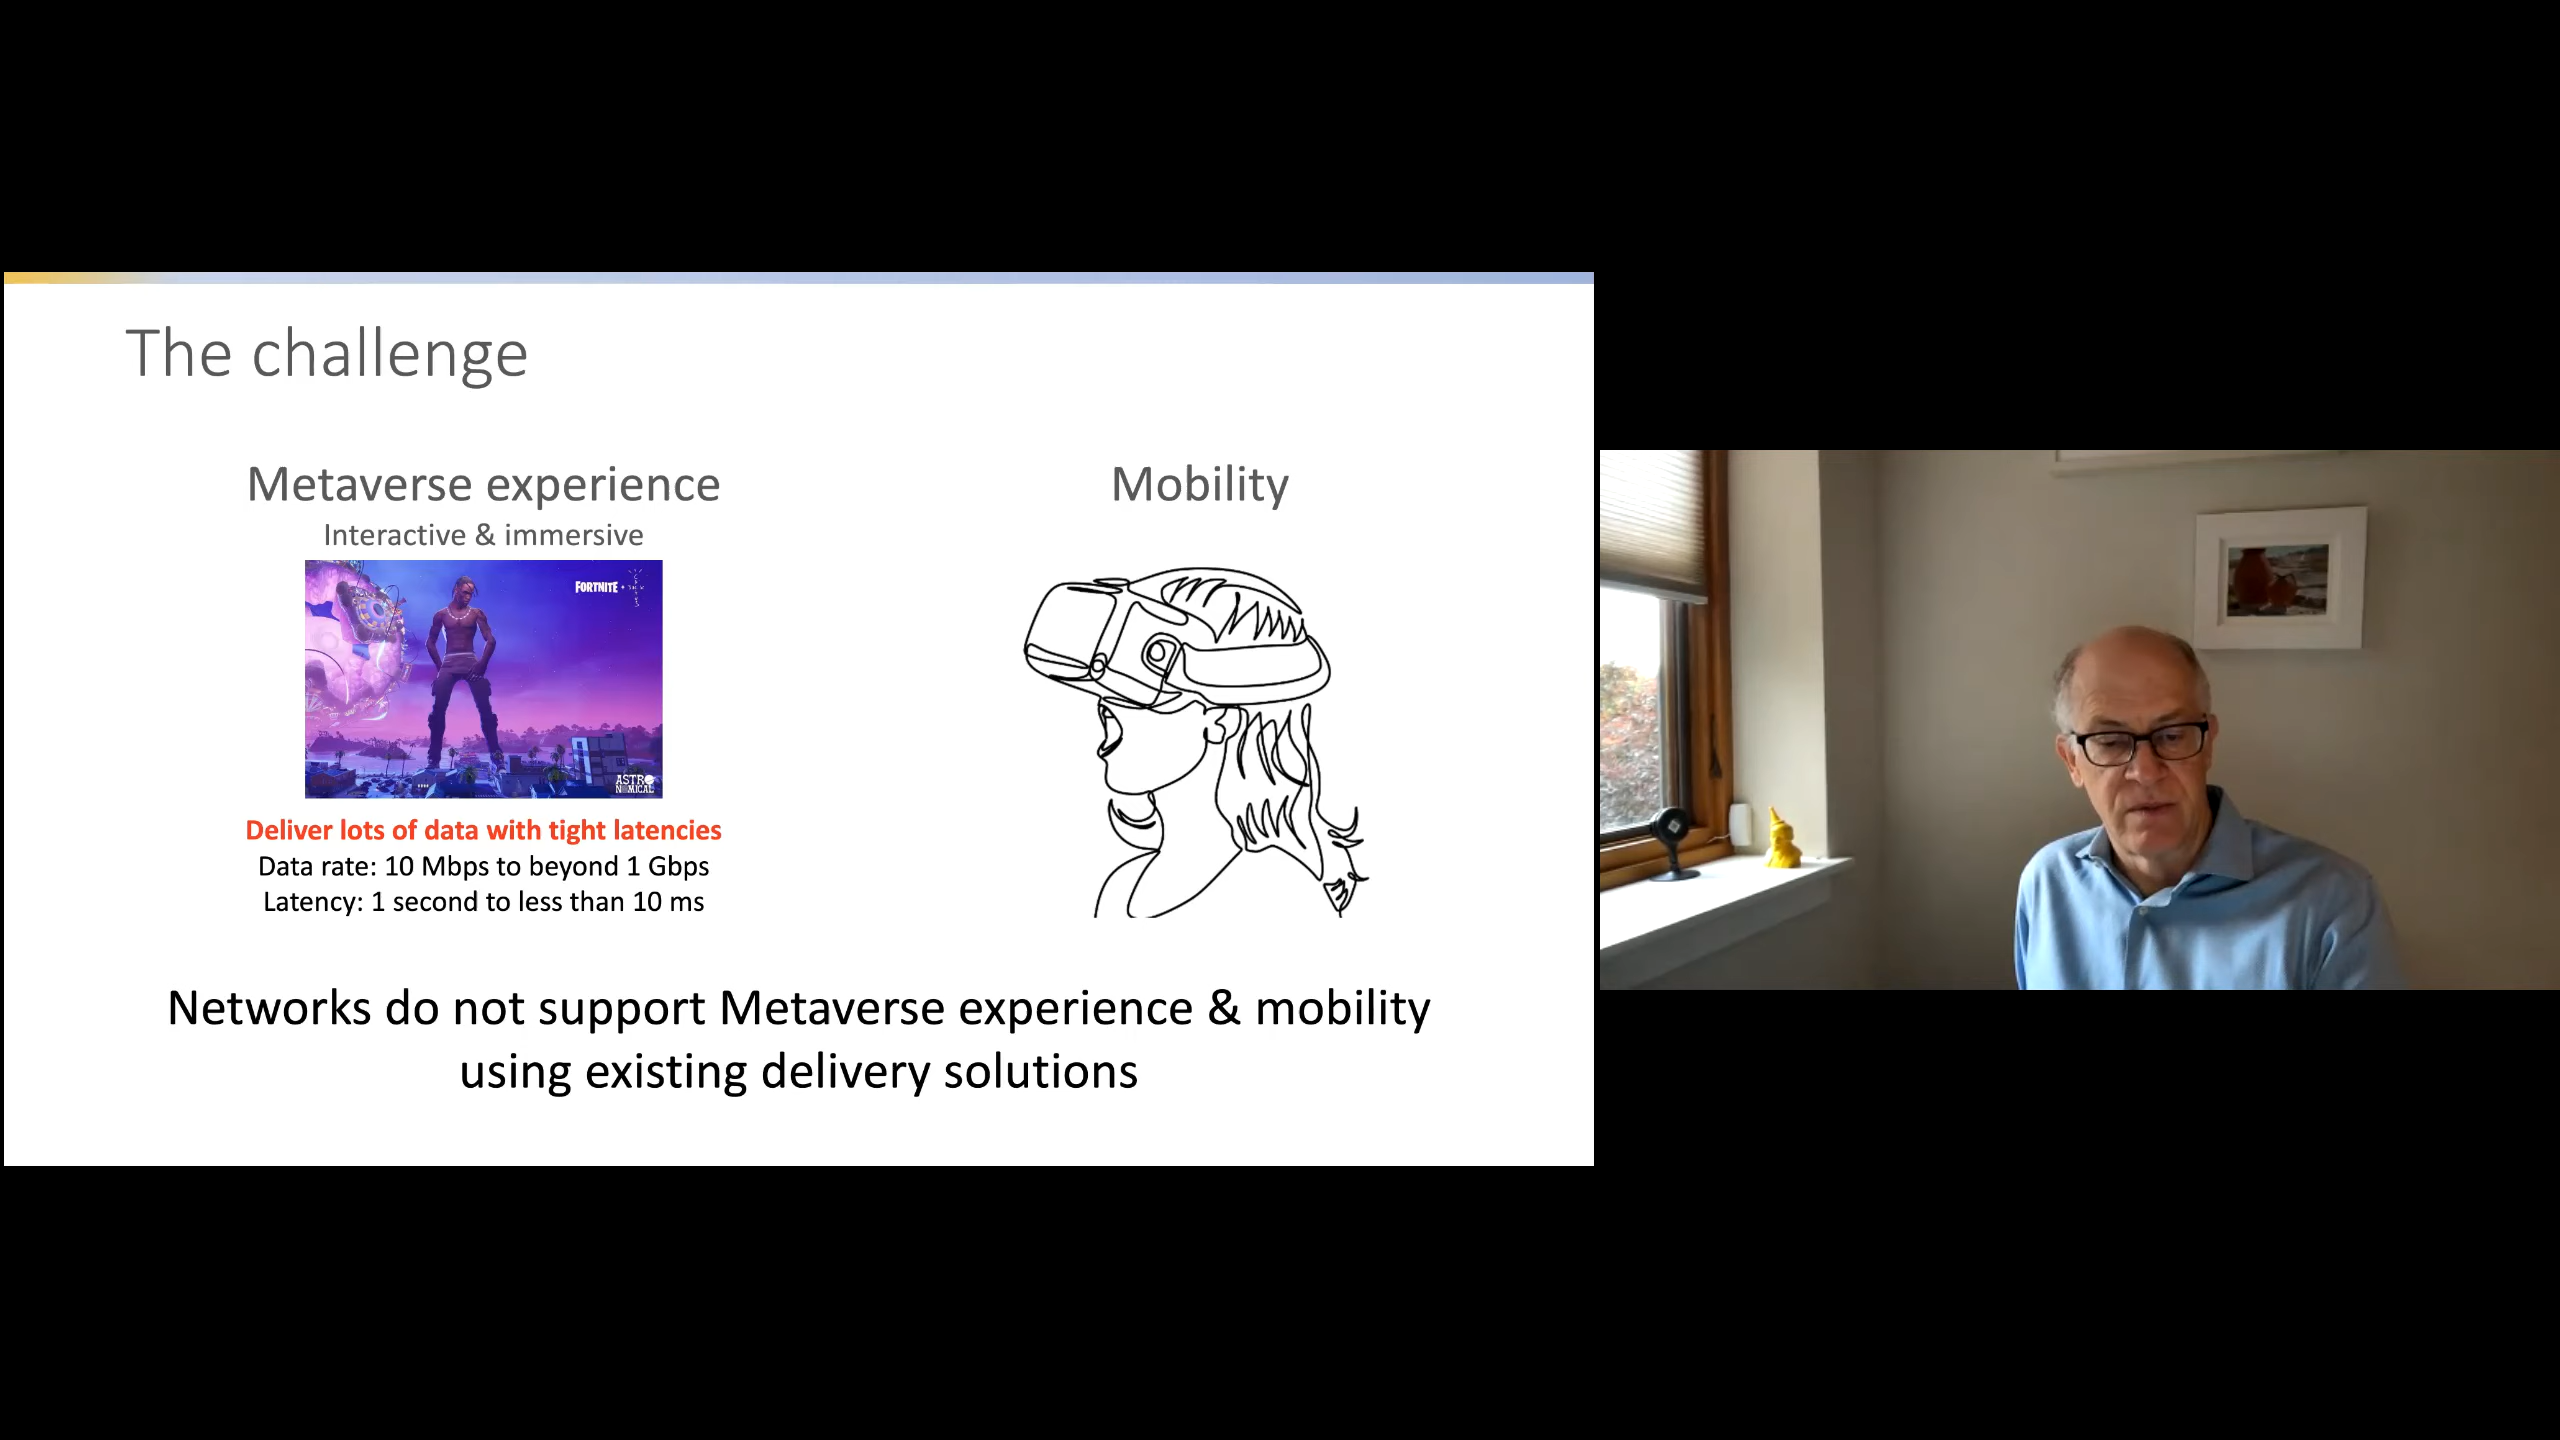 The challenge
Metaverse experience
Interactive & immersive
FORTNITE
ASTRONOMICAL
Deliver lots of data with tight latencies
Data rate: 10 Mbps to beyond 1 Gbps
Latency: 1 second to less than 10 ms
Mobility
Networks do not support Metaverse experience & mobility
using existing delivery solutions